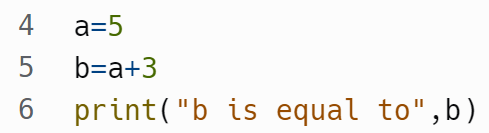 4 a=5
5 b=a+3
6 print("b is equal to",b)